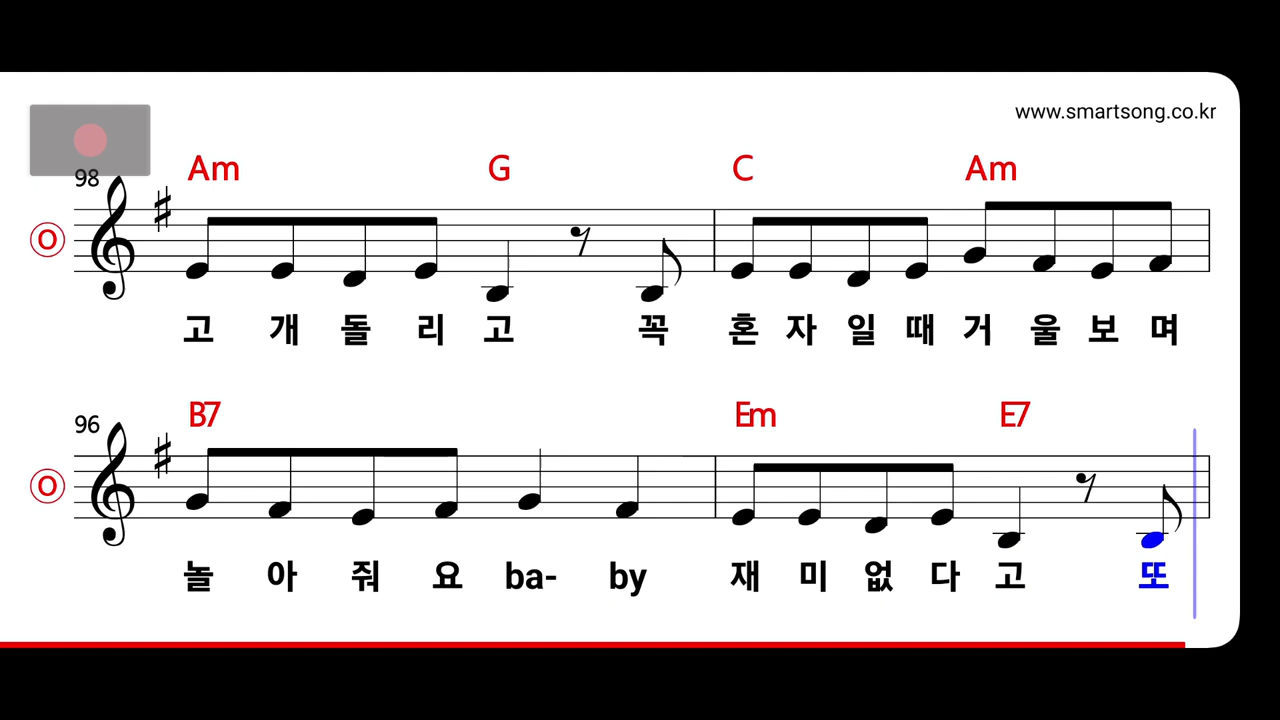 www.smartsong.co.kr
98
Am G C Am
O
고 개 돌 리 고 꼭 혼 자 일 때 거 울 보 며
96
B7 Em E7
O
놀 아 줘 요 ba- by 재 미 없 다 고 또